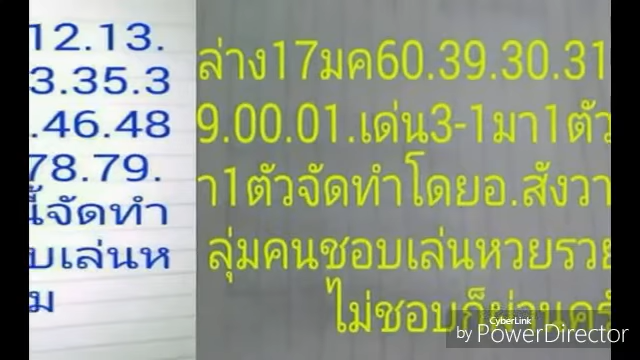 12.13.
3.35.3
.46.48
78.79.
นี้จัดทำ
บเล่นห
ม
ล่าง17มค60.39.30.31
9.00.01.เด่น3-1มา1ตัว
า1ตัวจัดทำโดยอ.สังวา
ลุ่มคนชอบเล่นหวยรวย
ไม่ชอบก็ผ่านครั
CyberLink
by PowerDirector